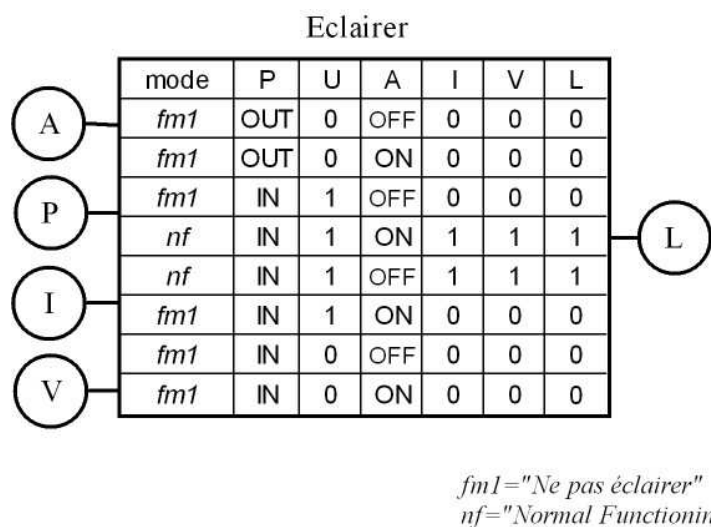 Eclairer
mode P U A I V L
A
fm1 OUT 0 OFF 0 0 0
fm1 OUT 0 ON 0 0 0
P
fm1 IN 1 OFF 0 0 0
nf IN 1 ON 1 1 1
L
nf IN 1 OFF 1 1 1
I
fm1 IN 1 ON 0 0 0
fm1 IN 0 OFF 0 0 0
V
fm1 IN 0 ON 0 0 0
fm1="Ne pas éclairer"
nf="Normal